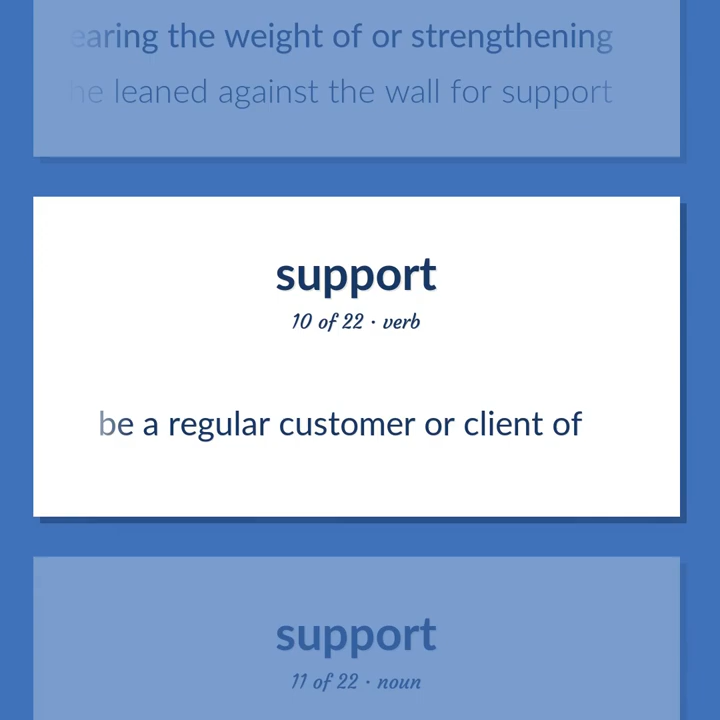 earing the weight of or strengthening
he leaned against the wall for support
support
10 of 22 · verb
be a regular customer or client of
support
11 of 22 · noun